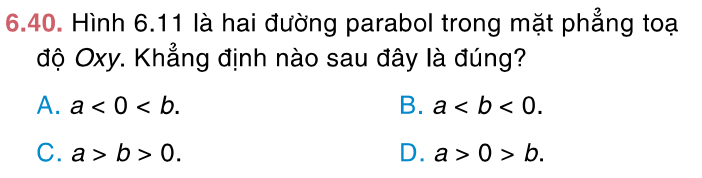 6.40. Hình 6.11 là hai đường parabol trong mặt phẳng toạ
độ Oxy. Khẳng định nào sau đây là đúng?
A. a < 0 < b. B. a < b < 0.
C. a > b > 0. D. a > 0 > b.